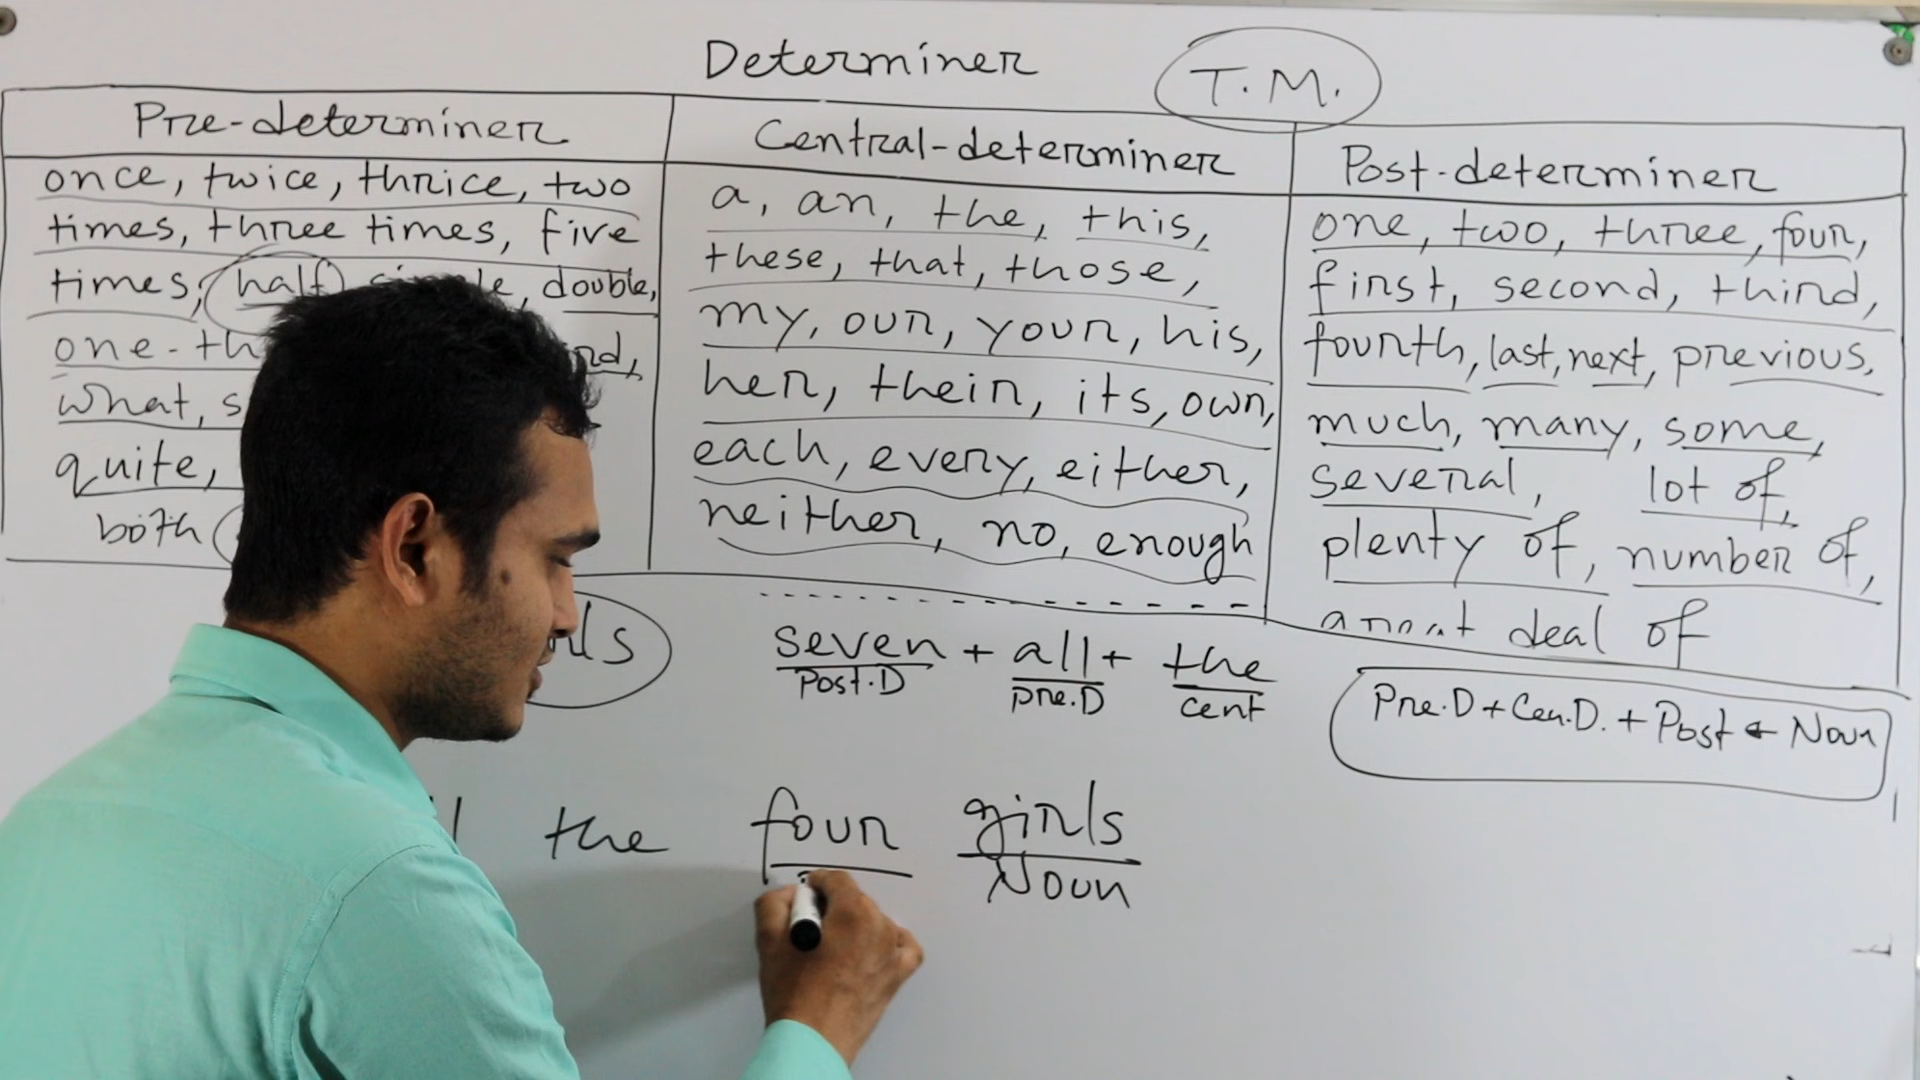 Determiner
T.M.
Pre-determiner
Central-determiner
Post-determiner
once, twice, thrice, two
times, three times, five
times, half, double,
what,
quite,
both
a, an, the, this,
these, that, those,
my, our, your, his,
her, their, its, own,
each, every, either,
neither, no, enough
one, two, three, four,
first, second, third,
fourth, last, next, previous,
much, many, some,
several, lot of,
plenty of, number of,
deal of
seven + all + the
Post.D pre.D cent
Pre.D + Cen.D. + Post + Noun
the four girls
Noun